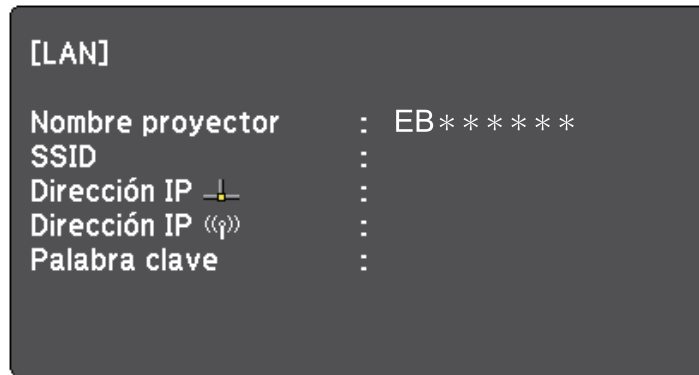 [LAN]
Nombre proyector : EB∗∗∗∗∗∗
SSID :
Dirección IP :
Dirección IP :
Palabra clave :